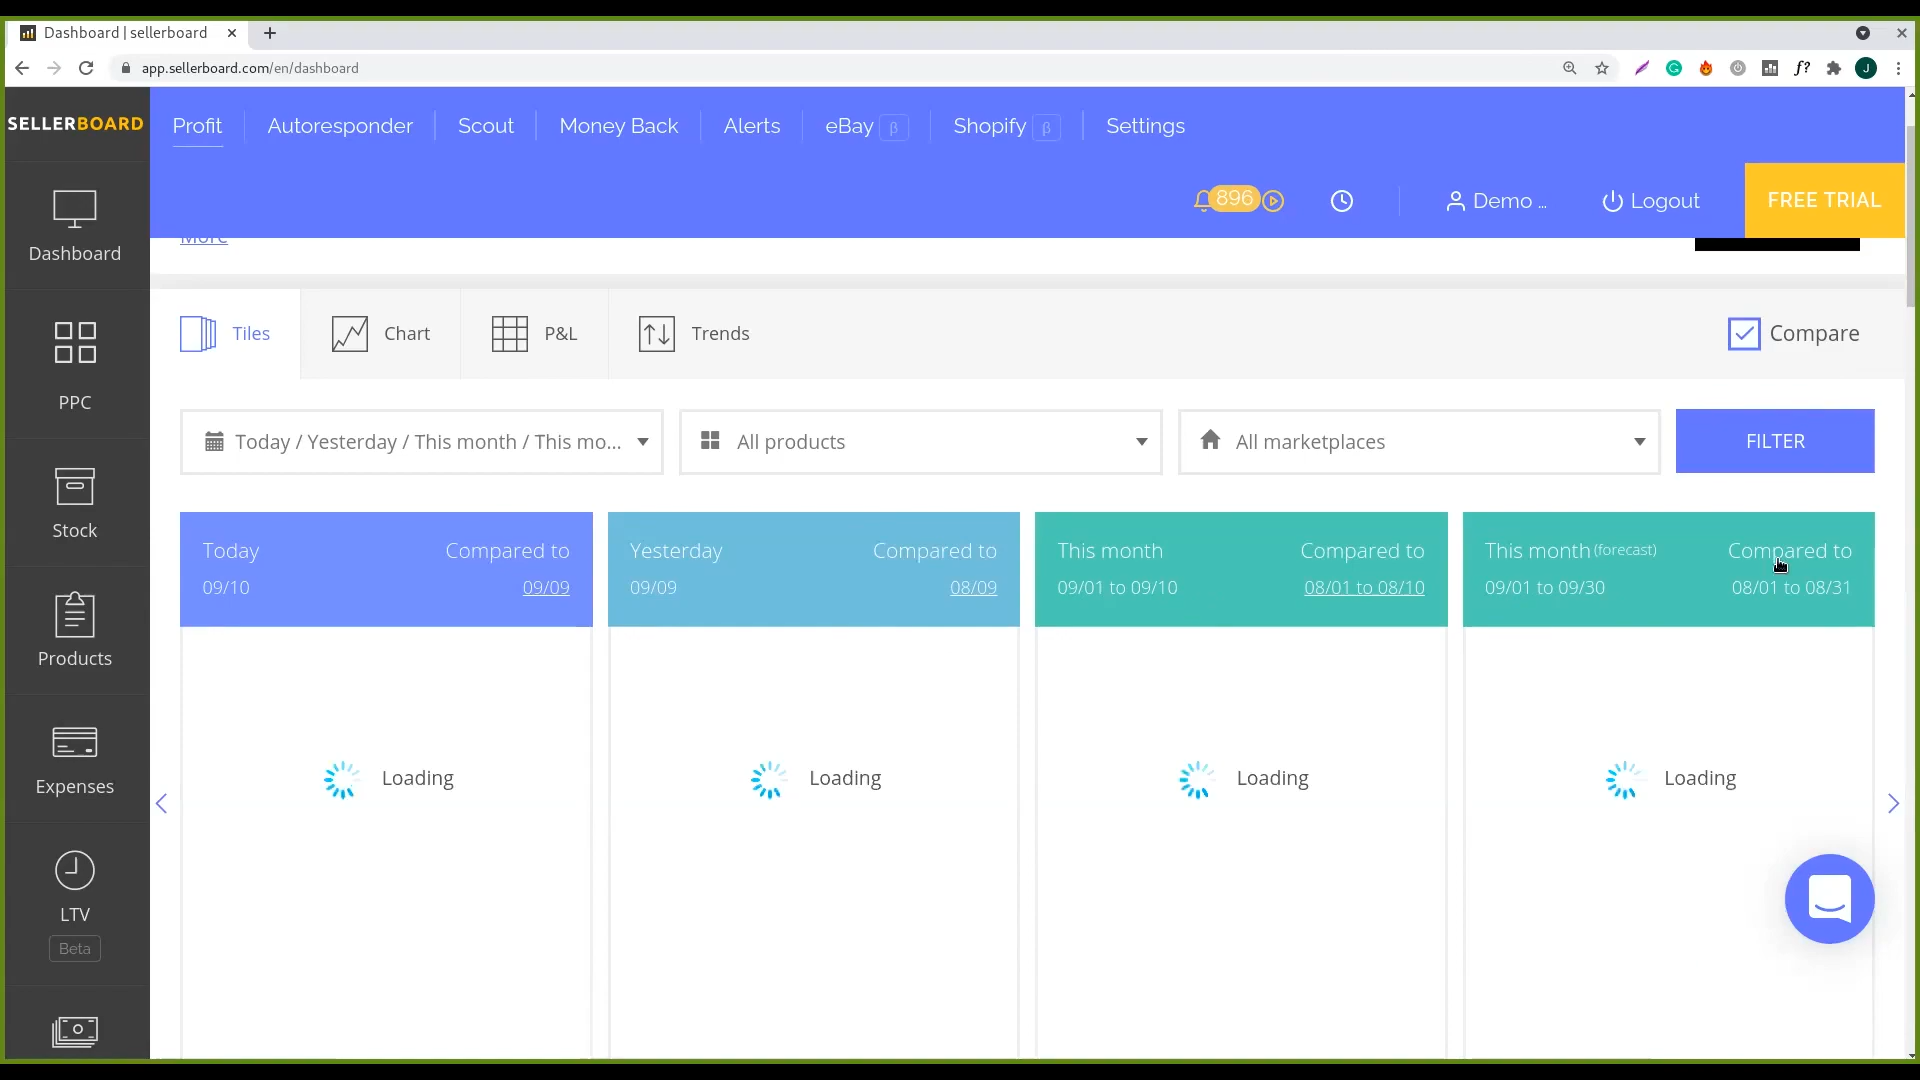 Dashboard | sellerboard
app.sellerboard.com/en/dashboard
SELLERBOARD
Profit Autoresponder Scout Money Back Alerts eBay β Shopify β Settings
896 Demo ... Logout FREE TRIAL
More
Dashboard
PPC
Stock
Products
Expenses
LTV
Beta
Tiles Chart P&L Trends Compare
Today / Yesterday / This month / This mo... All products All marketplaces FILTER
Today Compared to
09/10 09/09
Yesterday Compared to
09/09 08/09
This month Compared to
09/01 to 09/10 08/01 to 08/10
This month (forecast) Compared to
09/01 to 09/30 08/01 to 08/31
Loading Loading Loading Loading